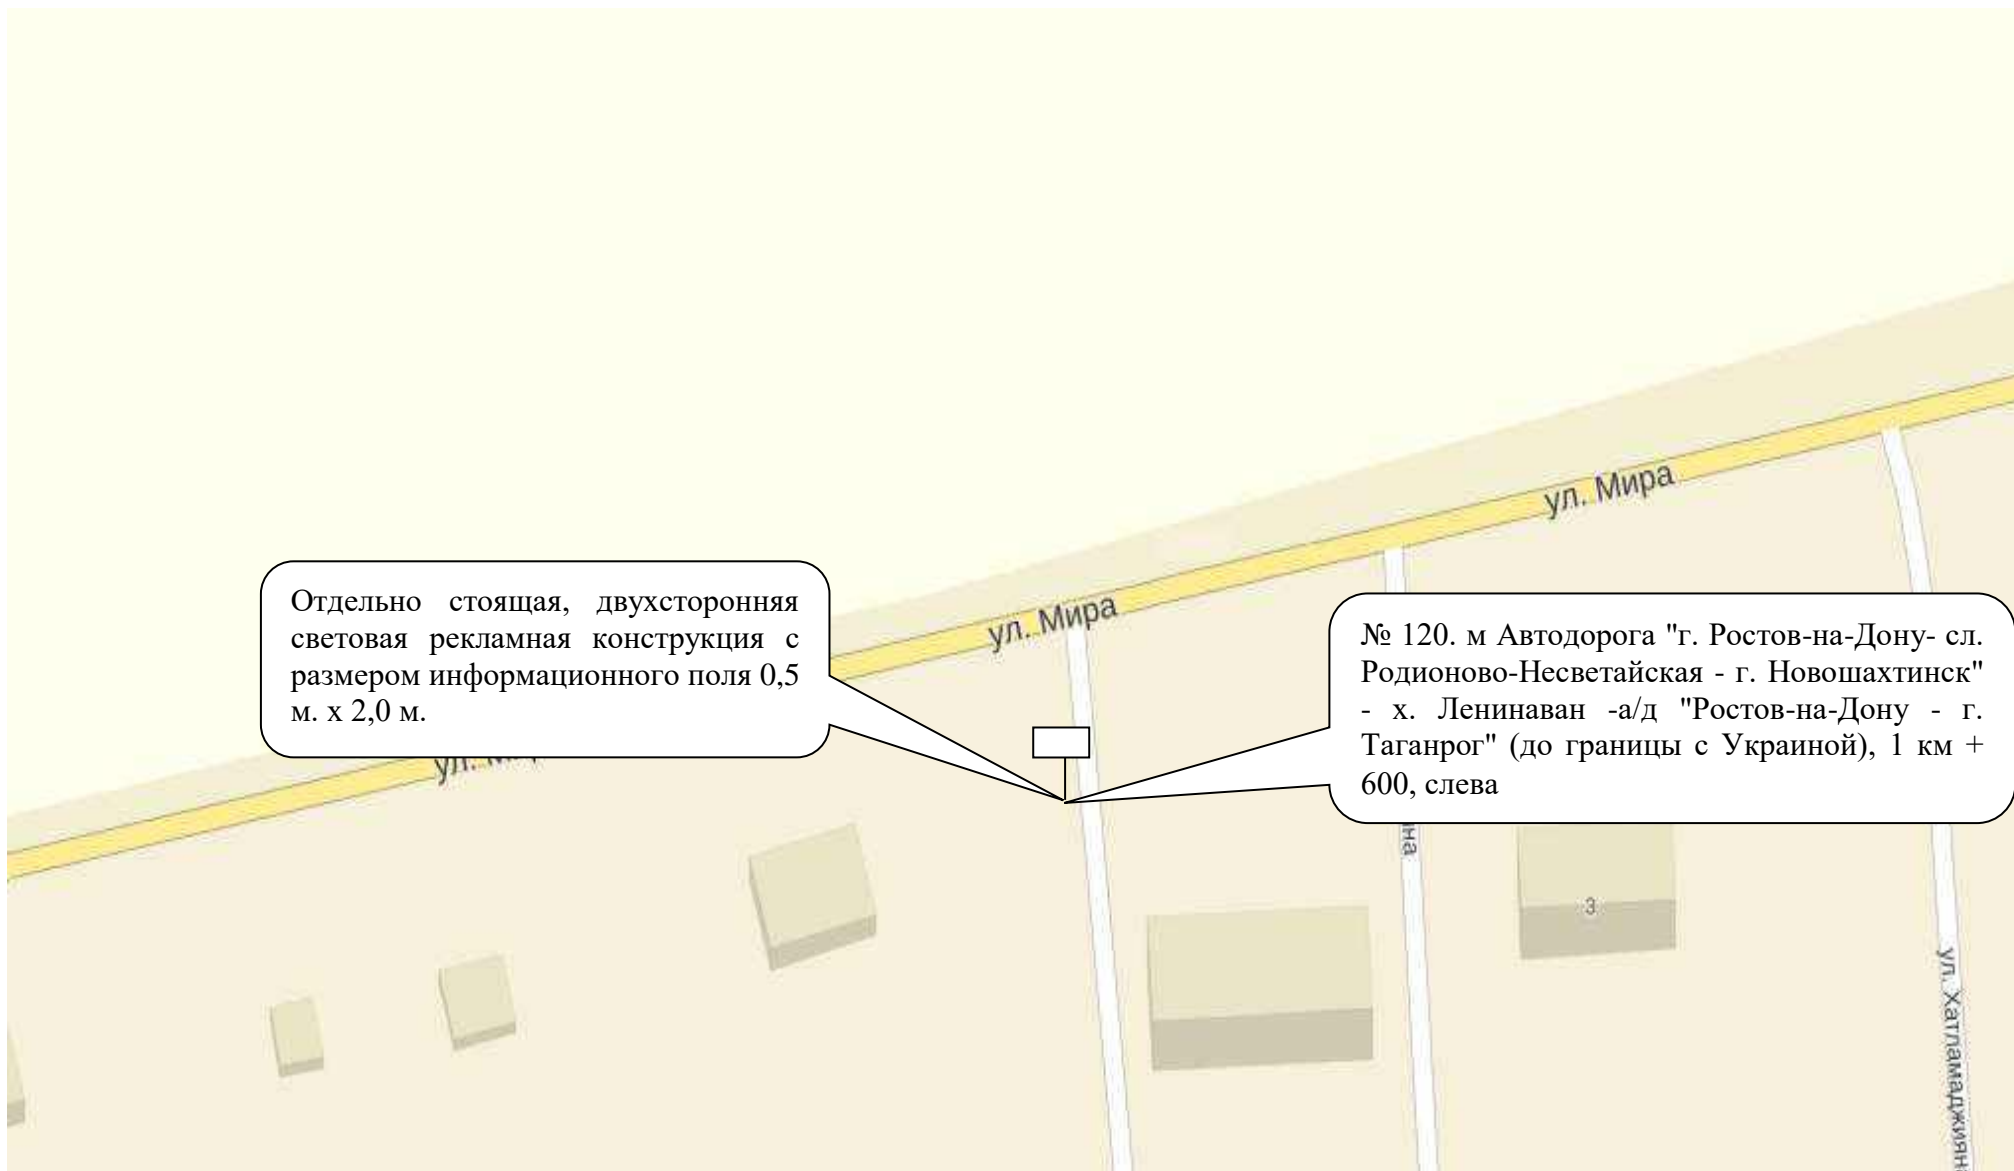 ул. Мира
Отдельно стоящая, двухсторонняя
световая рекламная конструкция с
размером информационного поля 0,5
м. х 2,0 м.
ул. Мира
№ 120. м Автодорога "г. Ростов-на-Дону- сл.
Родионово-Несветайская - г. Новошахтинск"
- х. Ленинаван -а/д "Ростов-на-Дону - г.
Таганрог" (до границы с Украиной), 1 км +
600, слева
ул.
3
ул. Хатламаджиян